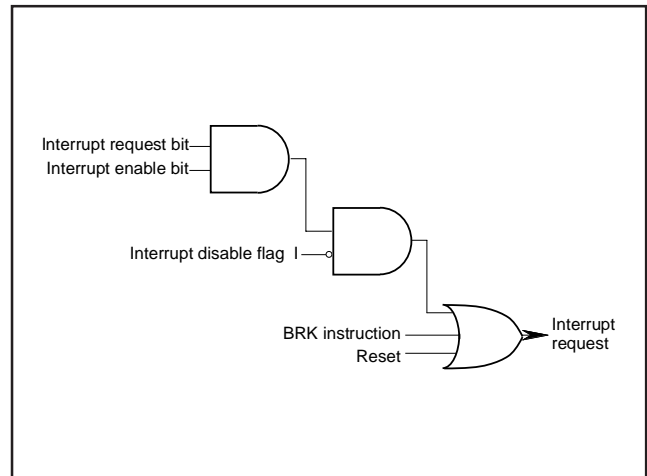 Interrupt request bit
Interrupt enable bit
Interrupt disable flag I
BRK instruction
Reset
Interrupt
request